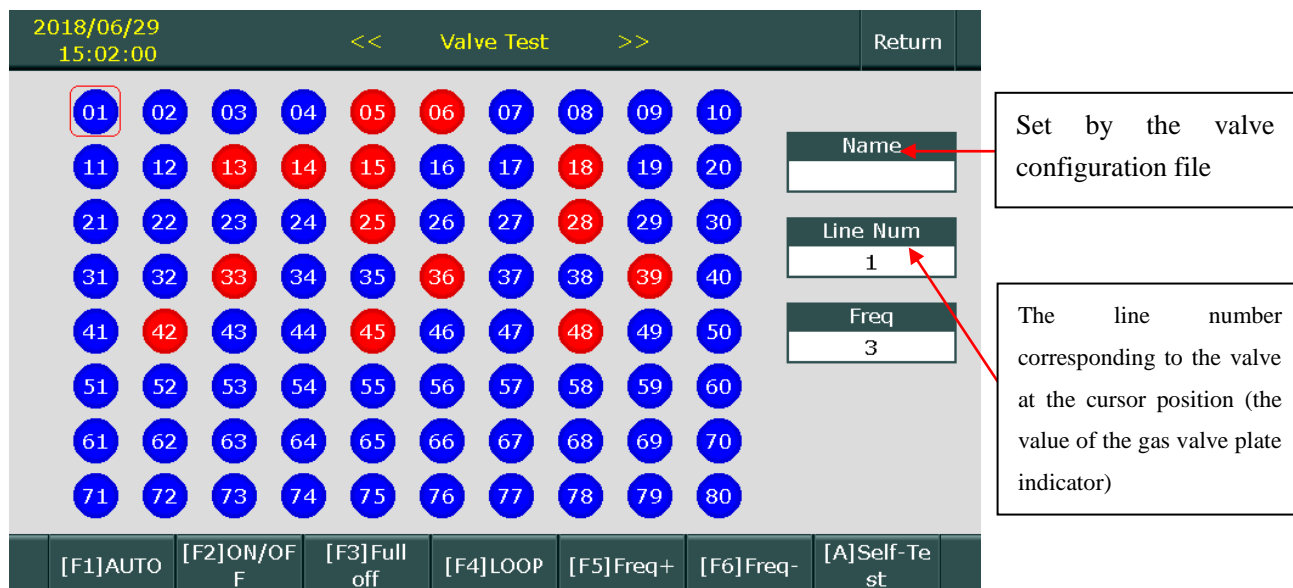 2018/06/29
15:02:00
<< Valve Test >>
Return
01 02 03 04 05 06 07 08 09 10
11 12 13 14 15 16 17 18 19 20
21 22 23 24 25 26 27 28 29 30
31 32 33 34 35 36 37 38 39 40
41 42 43 44 45 46 47 48 49 50
51 52 53 54 55 56 57 58 59 60
61 62 63 64 65 66 67 68 69 70
71 72 73 74 75 76 77 78 79 80
Name
Line Num
1
Freq
3
[F1]AUTO
[F2]ON/OF
F
[F3]Full
off
[F4]LOOP
[F5]Freq+
[F6]Freq-
[A]Self-Te
st
Set by the valve
configuration file
The line number
corresponding to the valve
at the cursor position (the
value of the gas valve plate
indicator)